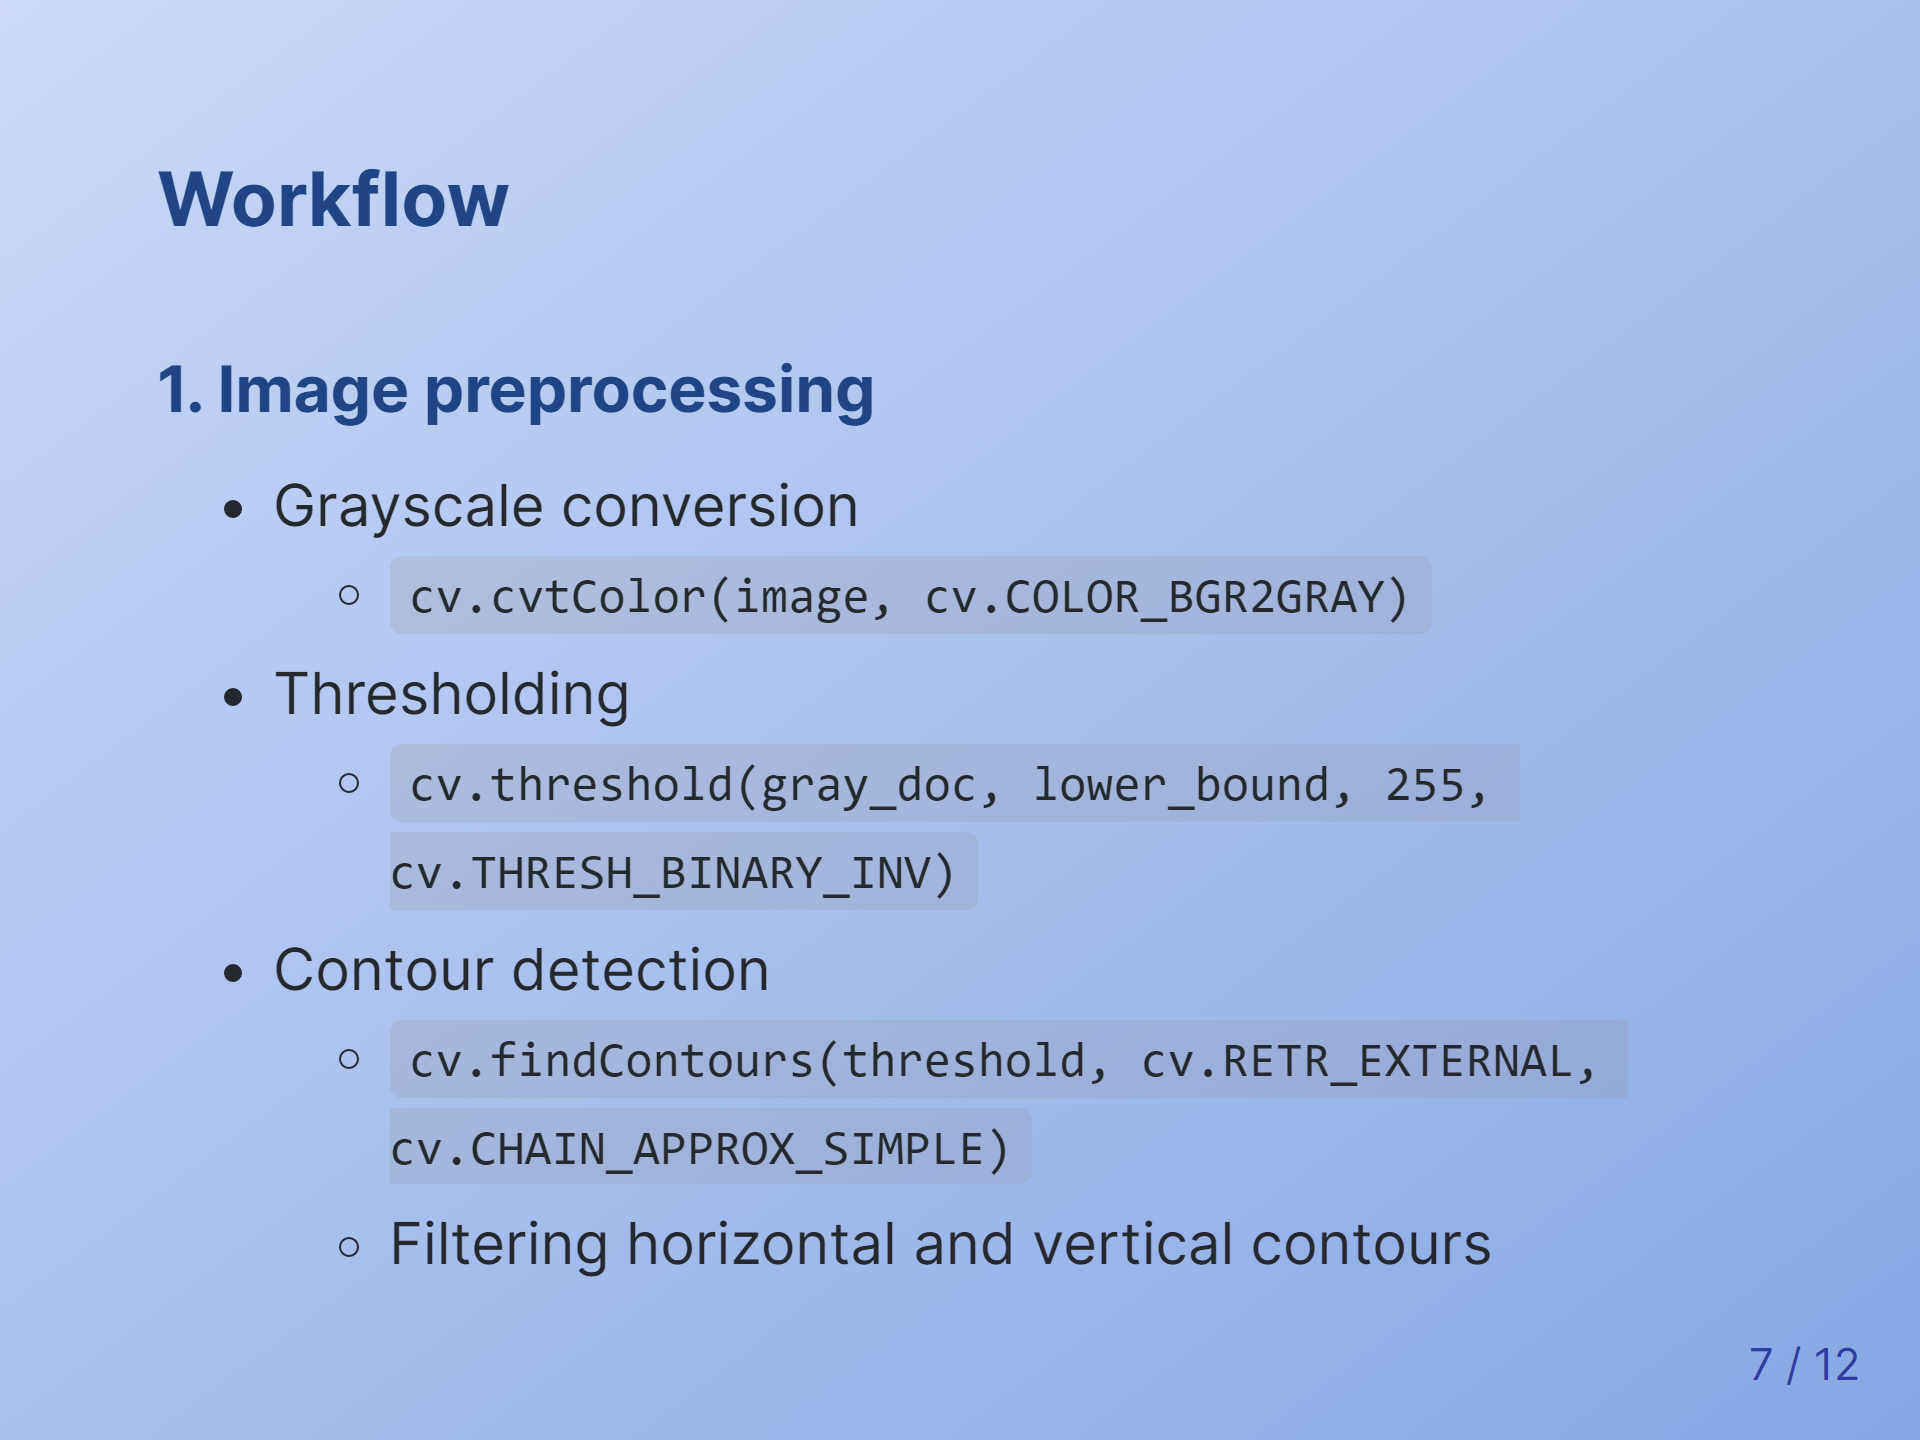 Workflow
1. Image preprocessing
Grayscale conversion
cv.cvtColor(image, cv.COLOR_BGR2GRAY)
Thresholding
cv.threshold(gray_doc, lower_bound, 255,
cv.THRESH_BINARY_INV)
Contour detection
cv.findContours(threshold, cv.RETR_EXTERNAL,
cv.CHAIN_APPROX_SIMPLE)
Filtering horizontal and vertical contours
7 / 12